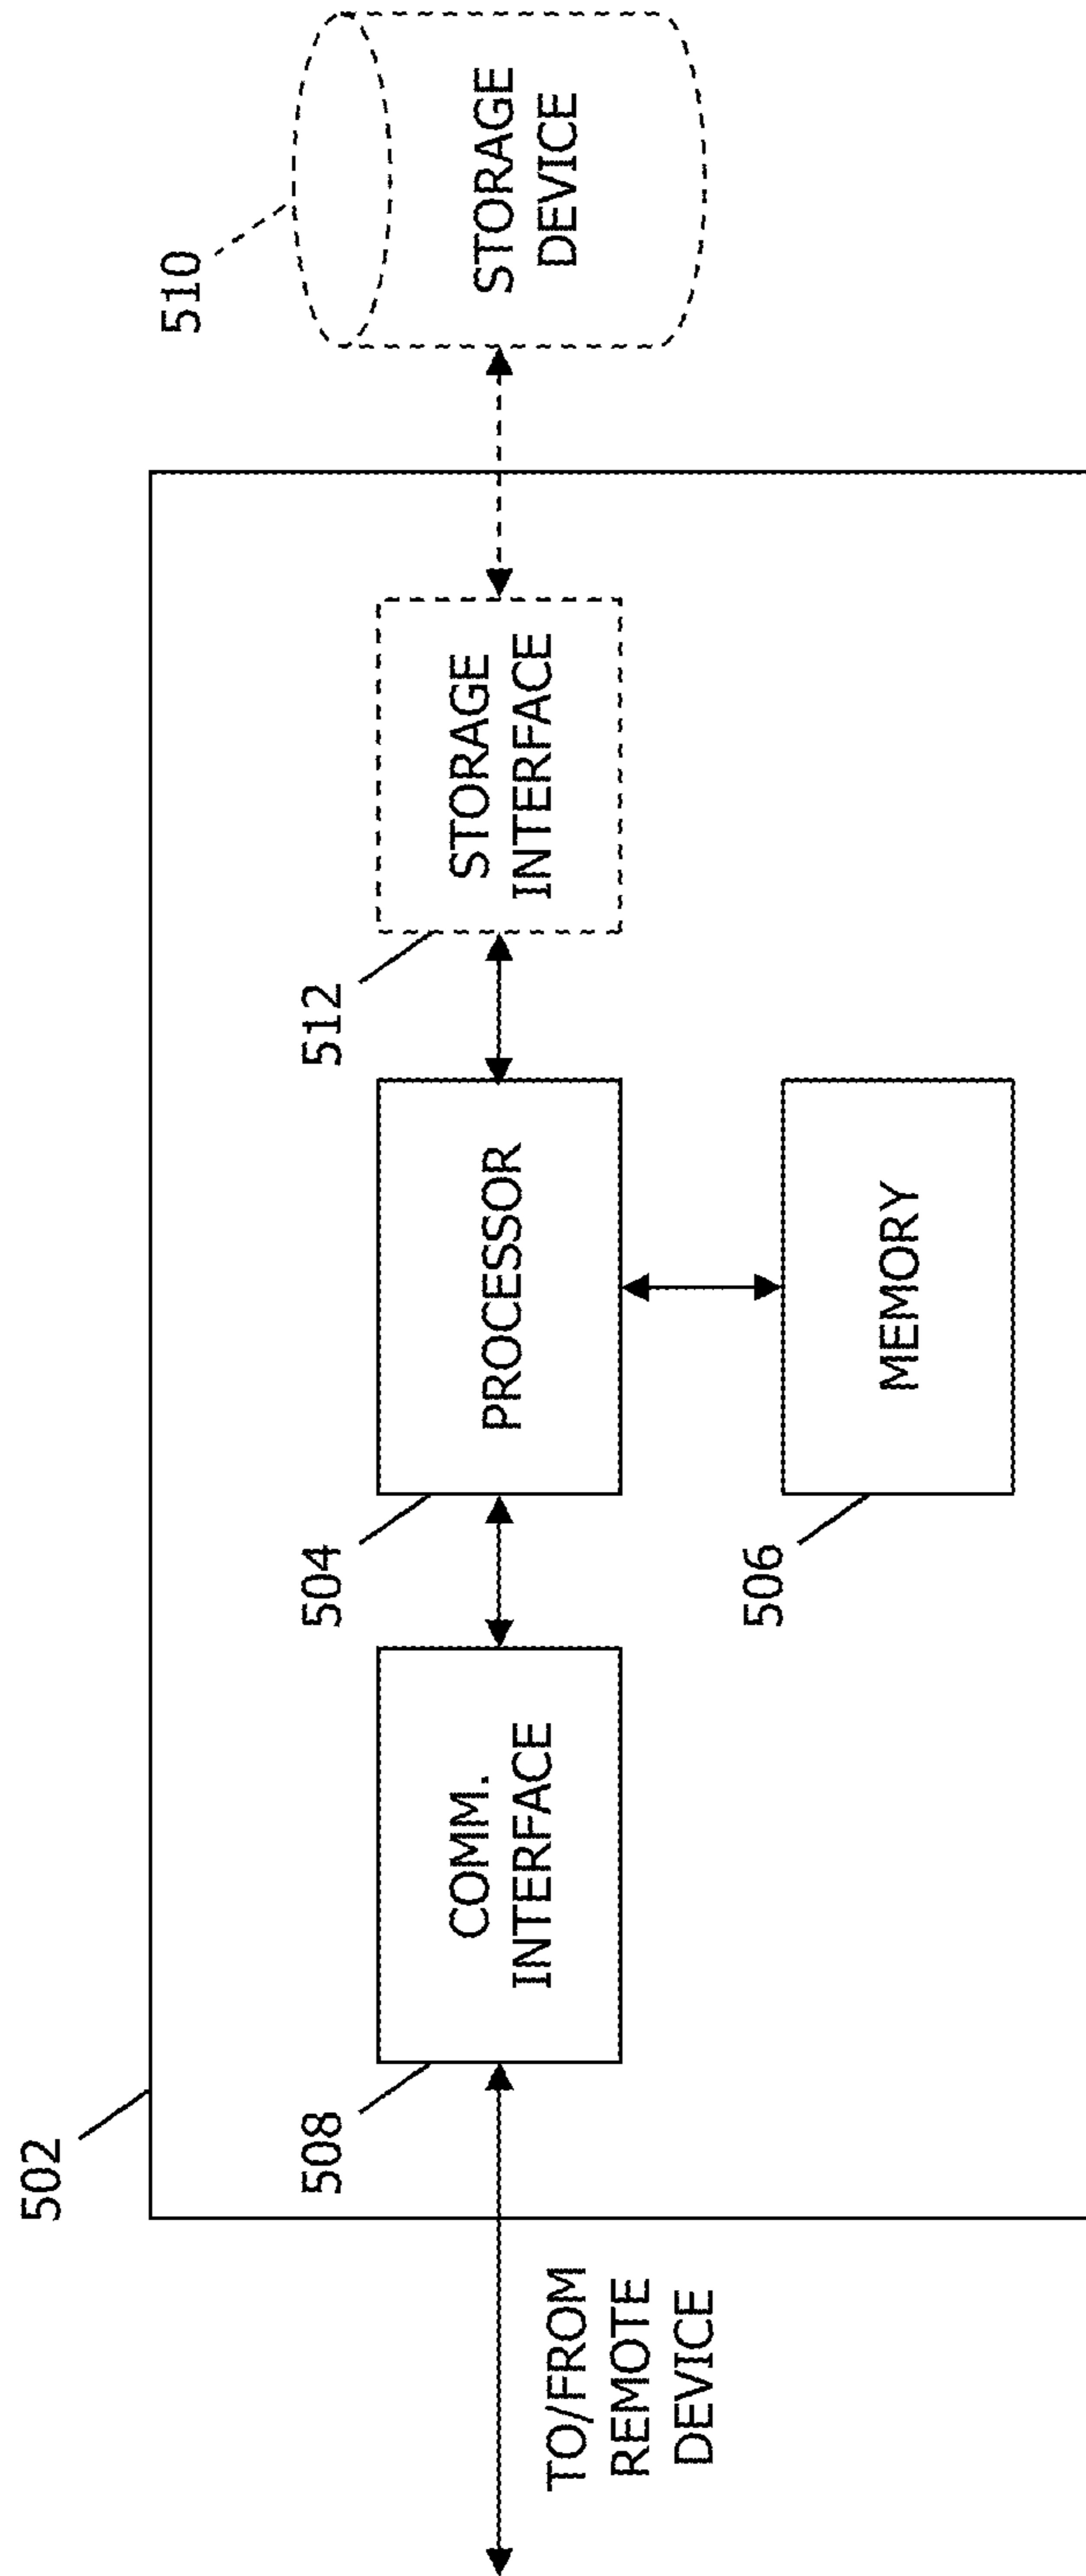 502
TO/FROM
REMOTE
DEVICE
508
COMM.
INTERFACE
504
PROCESSOR
506
MEMORY
512
STORAGE
INTERFACE
510
STORAGE
DEVICE